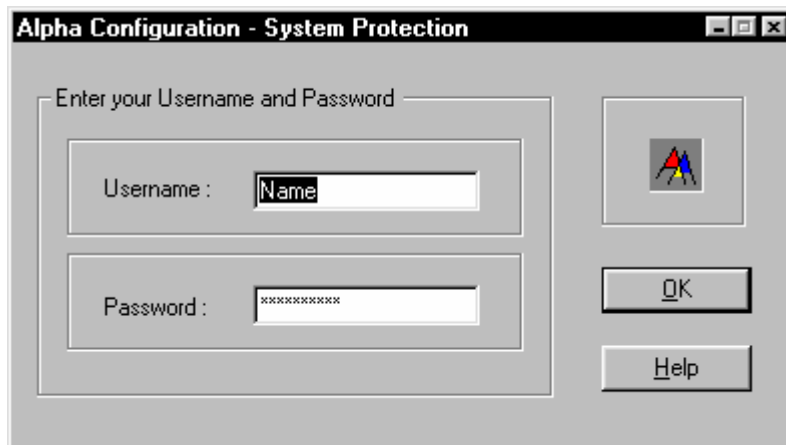 Alpha Configuration - System Protection
Enter your Username and Password
Username :
Name
Password :
**********
OK
Help